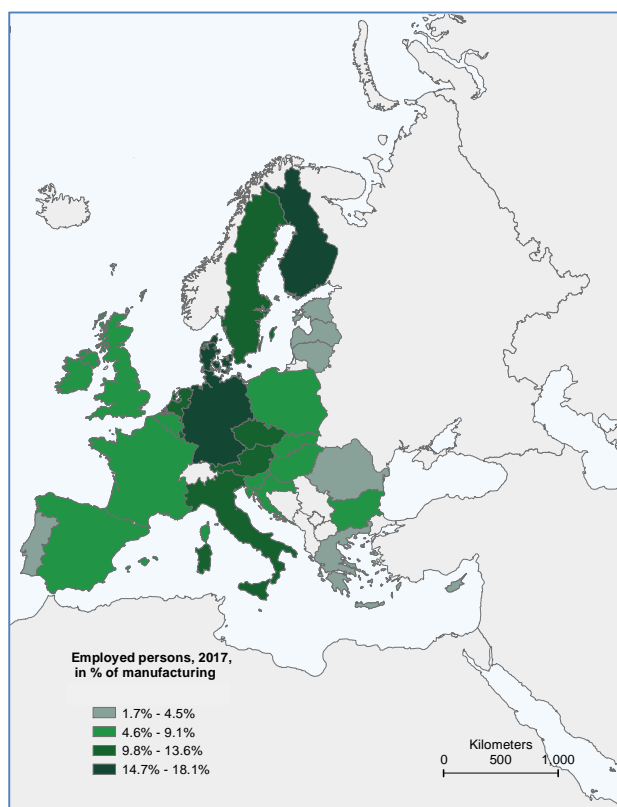 Employed persons, 2017,
in % of manufacturing
1.7% - 4.5%
4.6% - 9.1%
9.8% - 13.6%
14.7% - 18.1%
Kilometers
0 500 1 000